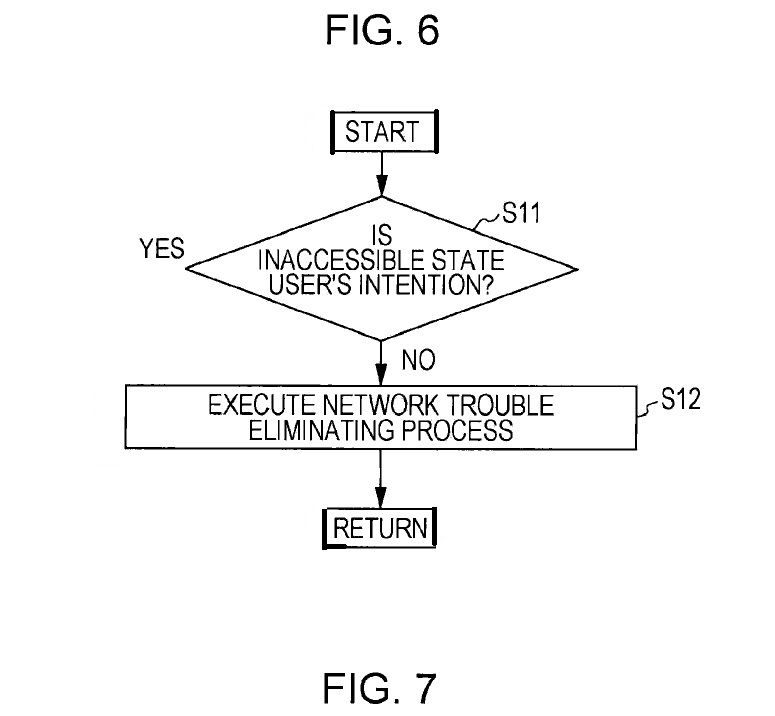 FIG. 6
START
S11
YES
IS
INACCESSIBLE STATE
USER'S INTENTION?
NO
EXECUTE NETWORK TROUBLE
ELIMINATING PROCESS
S12
RETURN
FIG. 7